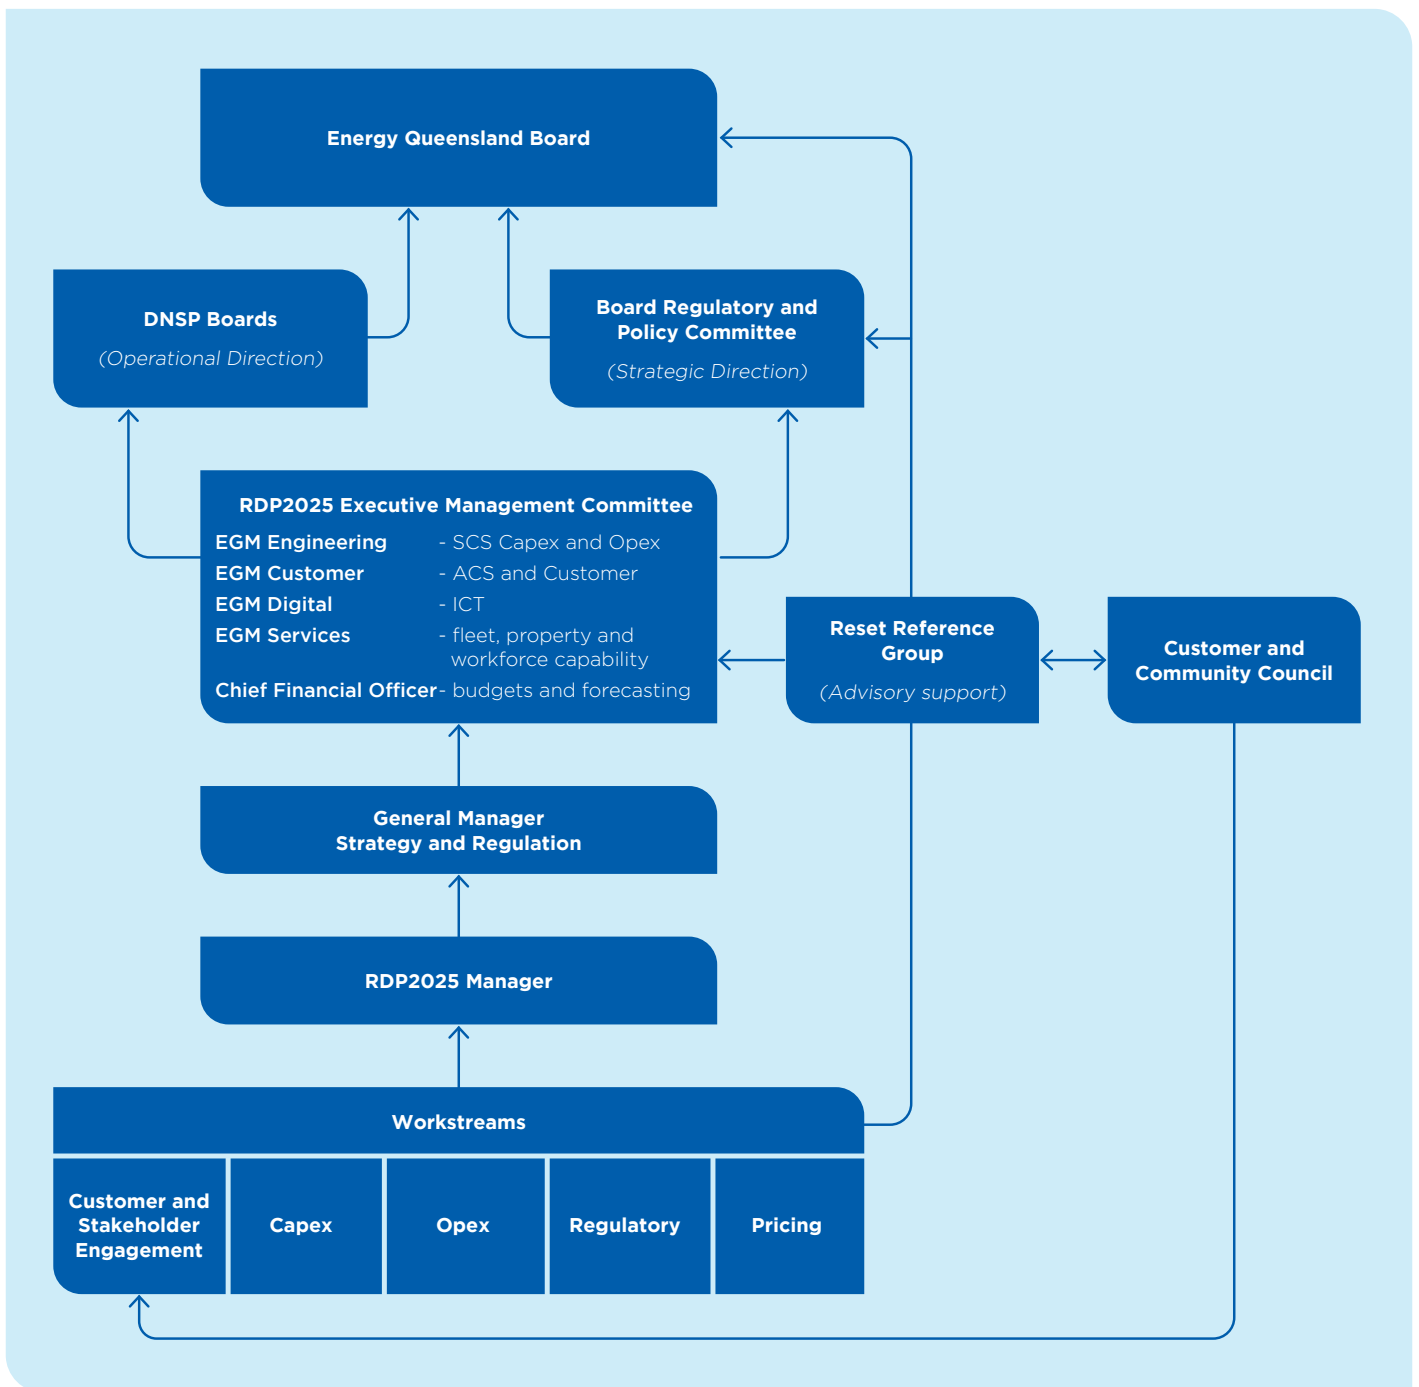 Energy Queensland Board
DNSP Boards
(Operational Direction)
Board Regulatory and
Policy Committee
(Strategic Direction)
RDP2025 Executive Management Committee
EGM Engineering - SCS Capex and Opex
EGM Customer - ACS and Customer
EGM Digital - ICT
EGM Services - fleet, property and
workforce capability
Chief Financial Officer - budgets and forecasting
Reset Reference
Group
(Advisory support)
Customer and
Community Council
General Manager
Strategy and Regulation
RDP2025 Manager
Workstreams
Customer and
Stakeholder
Engagement
Capex
Opex
Regulatory
Pricing